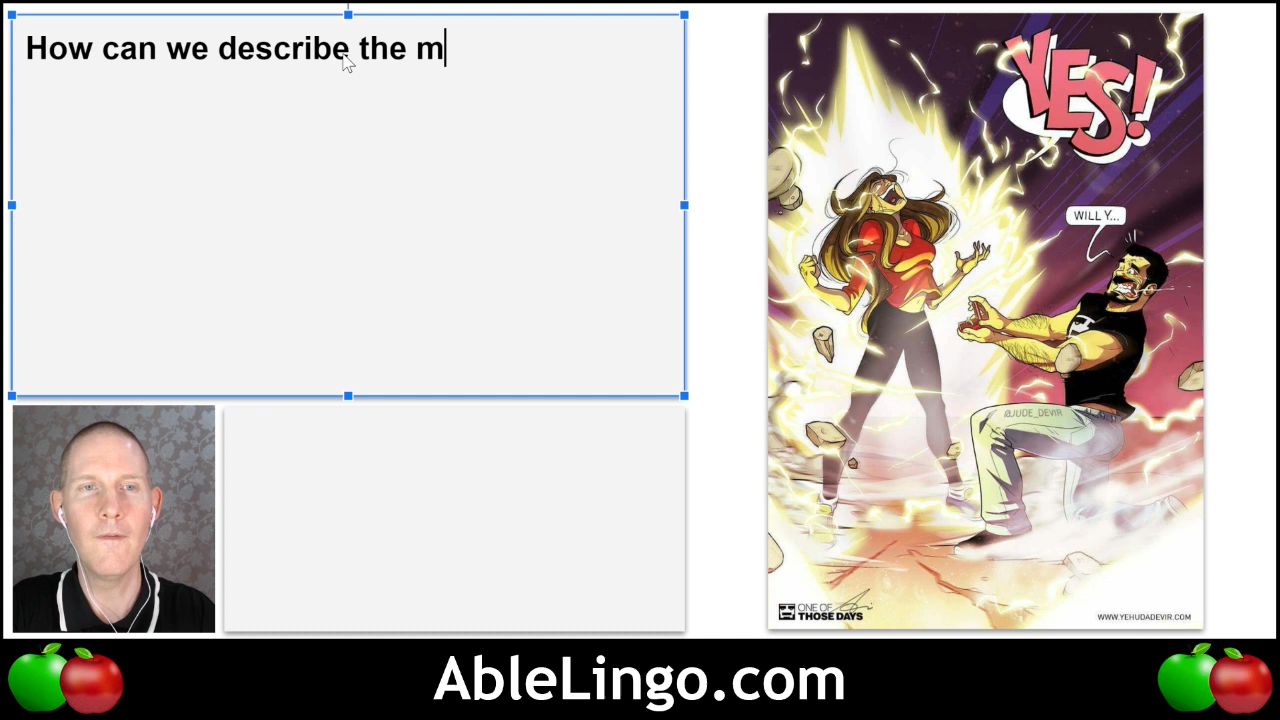 How can we describe the m
YES!
WILL Y...
@JUDE_DEVIR
ONE OF
THOSE DAYS
WWW.YEHUDADEVIR.COM
AbleLingo.com